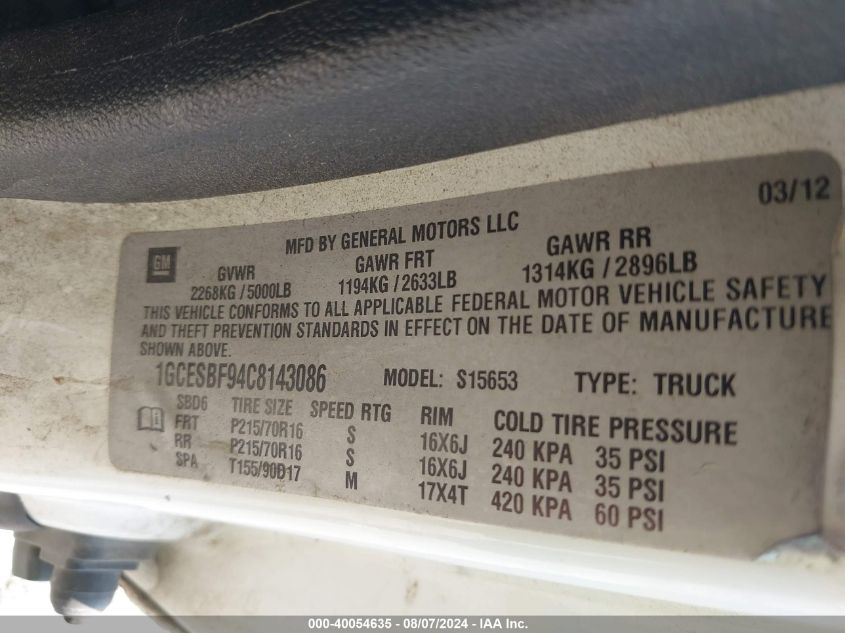 03/12
MFD BY GENERAL MOTORS LLC
GM
GVWR GAWR FRT GAWR RR
2268KG / 5000LB 1194KG / 2633LB 1314KG / 2896LB
THIS VEHICLE CONFORMS TO ALL APPLICABLE FEDERAL MOTOR VEHICLE SAFETY
AND THEFT PREVENTION STANDARDS IN EFFECT ON THE DATE OF MANUFACTURE
SHOWN ABOVE.
1GCESBF94C8143086 MODEL: S15653 TYPE: TRUCK
SBD6 TIRE SIZE SPEED RTG RIM COLD TIRE PRESSURE
FRT P215/70R16 S 16X6J 240 KPA 35 PSI
RR P215/70R16 S 16X6J 240 KPA 35 PSI
SPA T155/90D17 M 17X4T 420 KPA 60 PSI
000-40054635 - 08/07/2024 - IAA Inc.